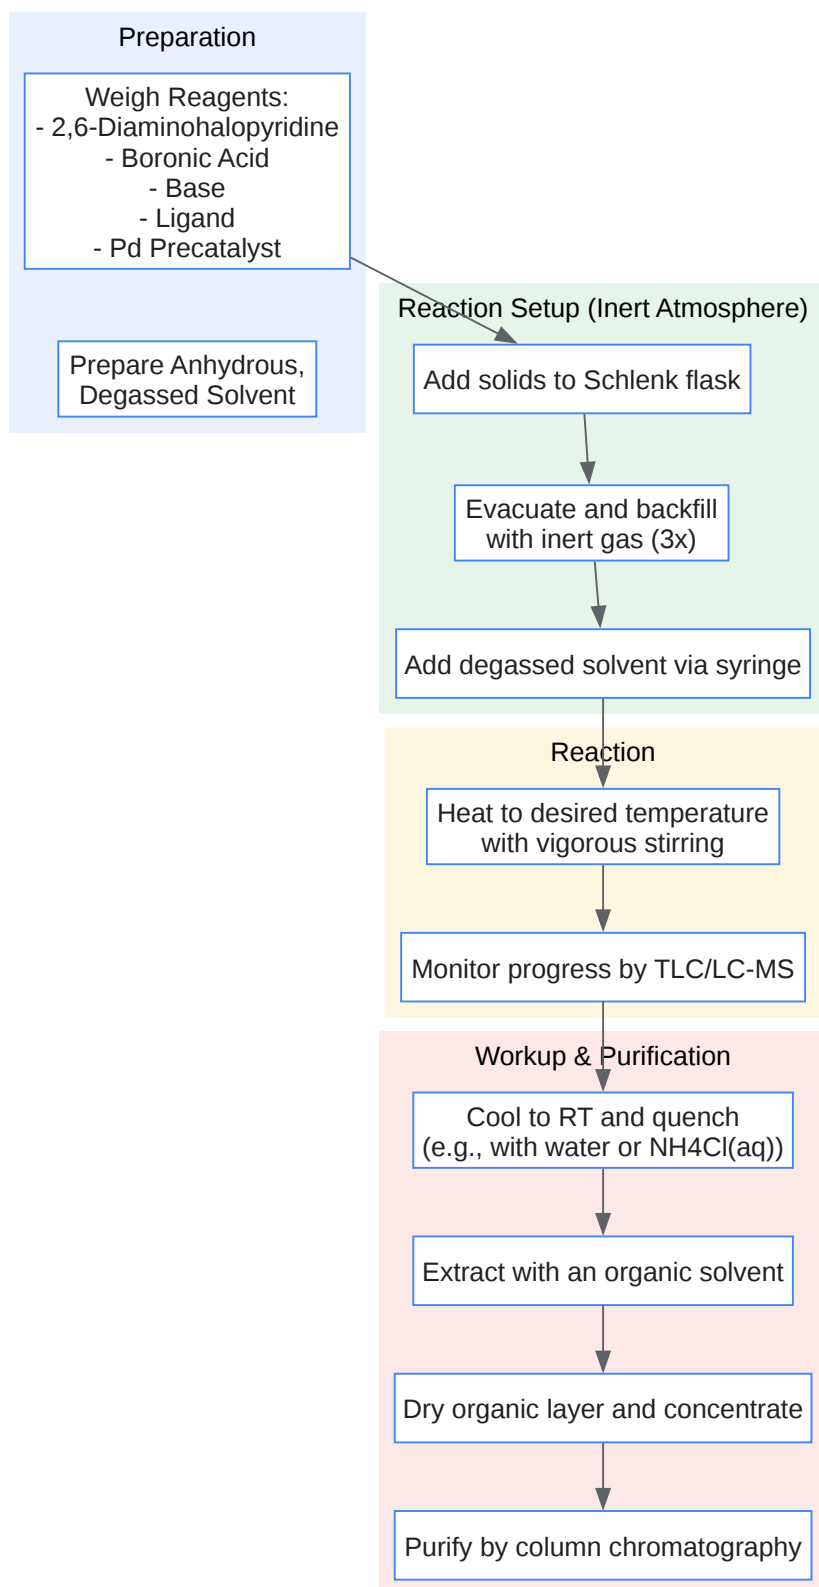 Preparation
Weigh Reagents:
- 2,6-Diaminohalopyridine
- Boronic Acid
- Base
- Ligand
- Pd Precatalyst
Prepare Anhydrous,
Degassed Solvent
Reaction Setup (Inert Atmosphere)
Add solids to Schlenk flask
Evacuate and backfill
with inert gas (3x)
Add degassed solvent via syringe
Reaction
Heat to desired temperature
with vigorous stirring
Monitor progress by TLC/LC-MS
Workup & Purification
Cool to RT and quench
(e.g., with water or NH4Cl(aq))
Extract with an organic solvent
Dry organic layer and concentrate
Purify by column chromatography